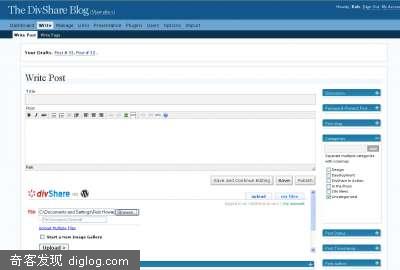 The DivShare Blog (View site »)
Howdy, Rob. [Sign Out, My Account
Dashboard Write Manage Links Presentation Plugins Users Options Import
Write Post Write Page
Your Drafts: Post # 13, Post # 12.
Write Post
Title
Post
Path:
Save and Continue Editing Save Publish
Discussion
Password-Protect Post
Post slug
Categories
Separate multiple categories with commas.
Design
Development
DivShare in Action
In the Press
Site News
Uncategorized
Post Status
Post Timestamp
Post author
divShare
upload my files
File: C:\Documents and Settings\Rob Howa Browse...
Upload Multiple Files
Start a new Image Gallery
Upload »
奇客发现 diglog.com